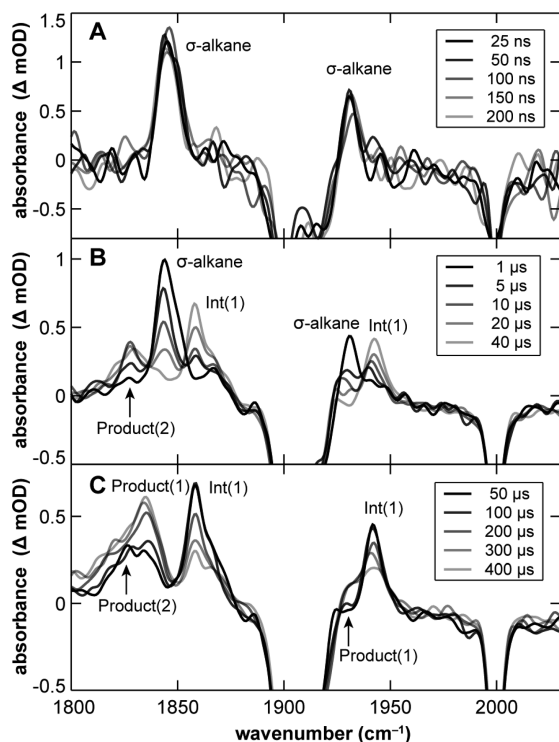 A
σ-alkane
σ-alkane
25 ns
50 ns
100 ns
150 ns
200 ns
absorbance (Δ mOD)
1.5
1
0.5
0
-0.5
B
σ-alkane
Int(1)
σ-alkane
Int(1)
Product(2)
1 μs
5 μs
10 μs
20 μs
40 μs
absorbance (Δ mOD)
1
0.5
0
-0.5
C
Product(1)
Int(1)
Int(1)
Product(2)
Product(1)
50 μs
100 μs
200 μs
300 μs
400 μs
absorbance (Δ mOD)
0.5
0
-0.5
1800
1850
1900
1950
2000
wavenumber (cm⁻¹)